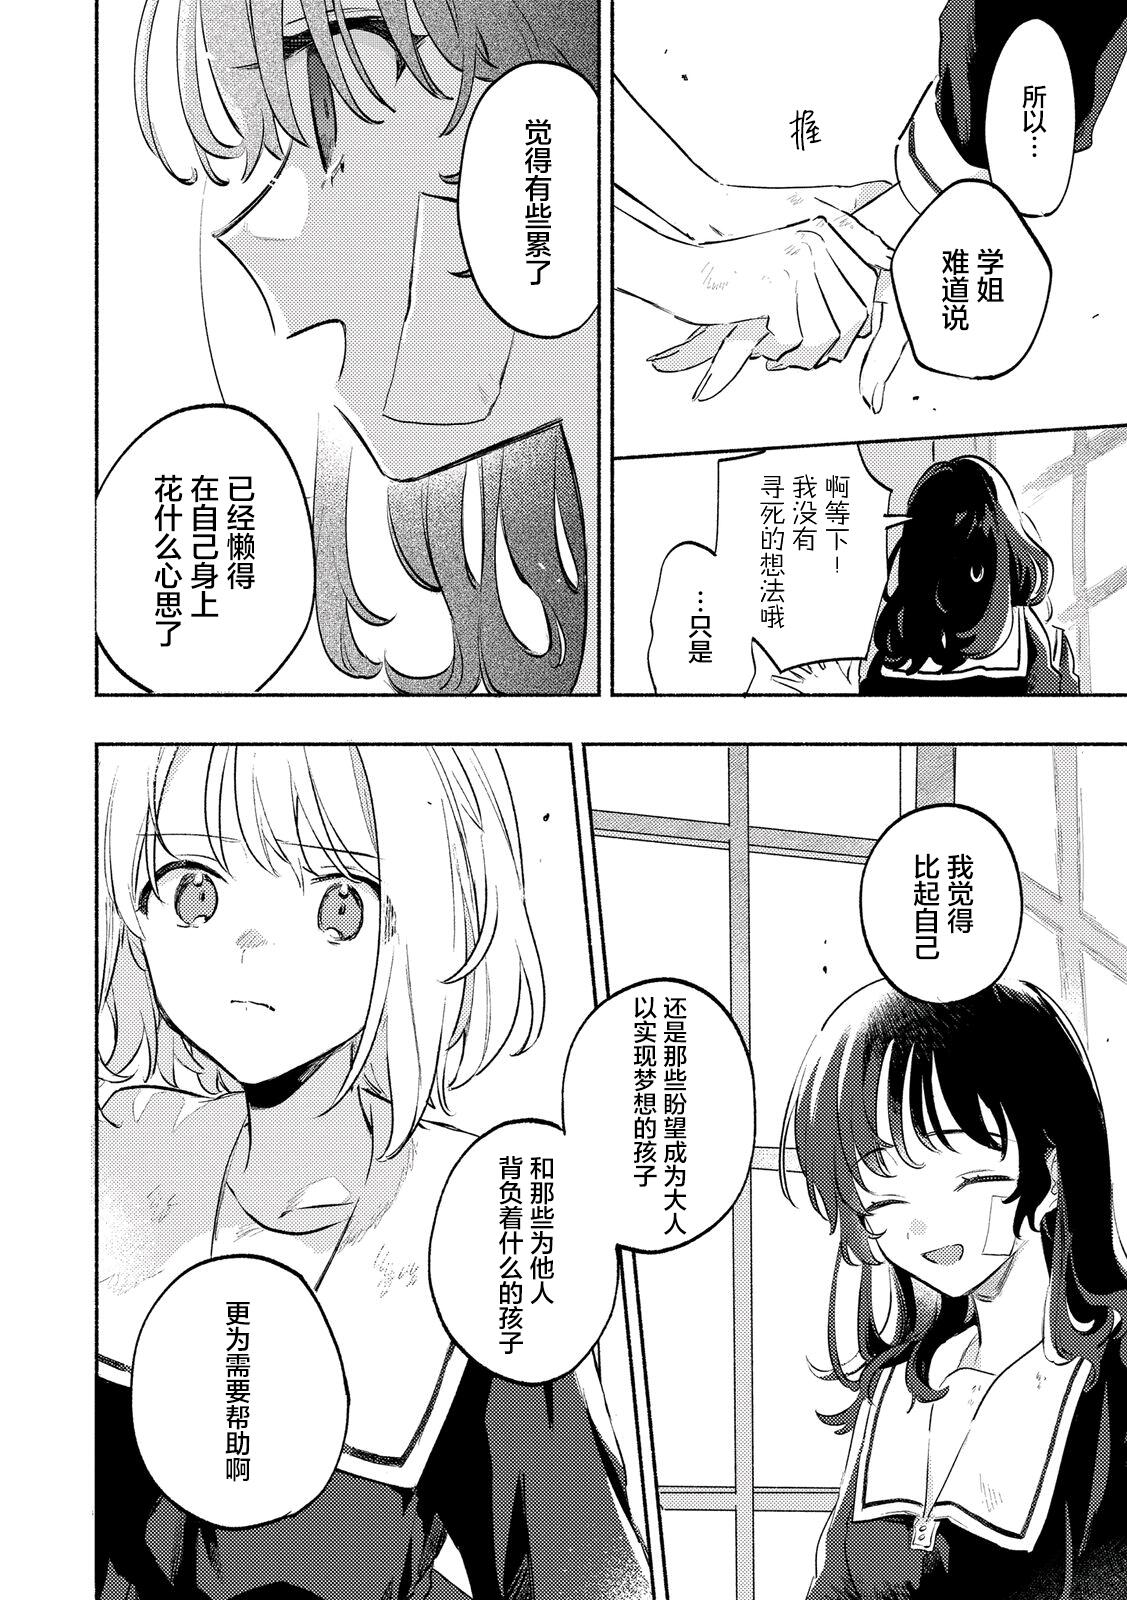 所以…
学姐
难道说
握
啊等下！
我没有
寻死的想法哦
…只是
觉得有些累了
已经懒得
在自己身上
花什么心思了
我觉得
比起自己
还是那些盼望成为大人
以实现梦想的孩子
和那些为他人
背负着什么的孩子
更为需要帮助啊